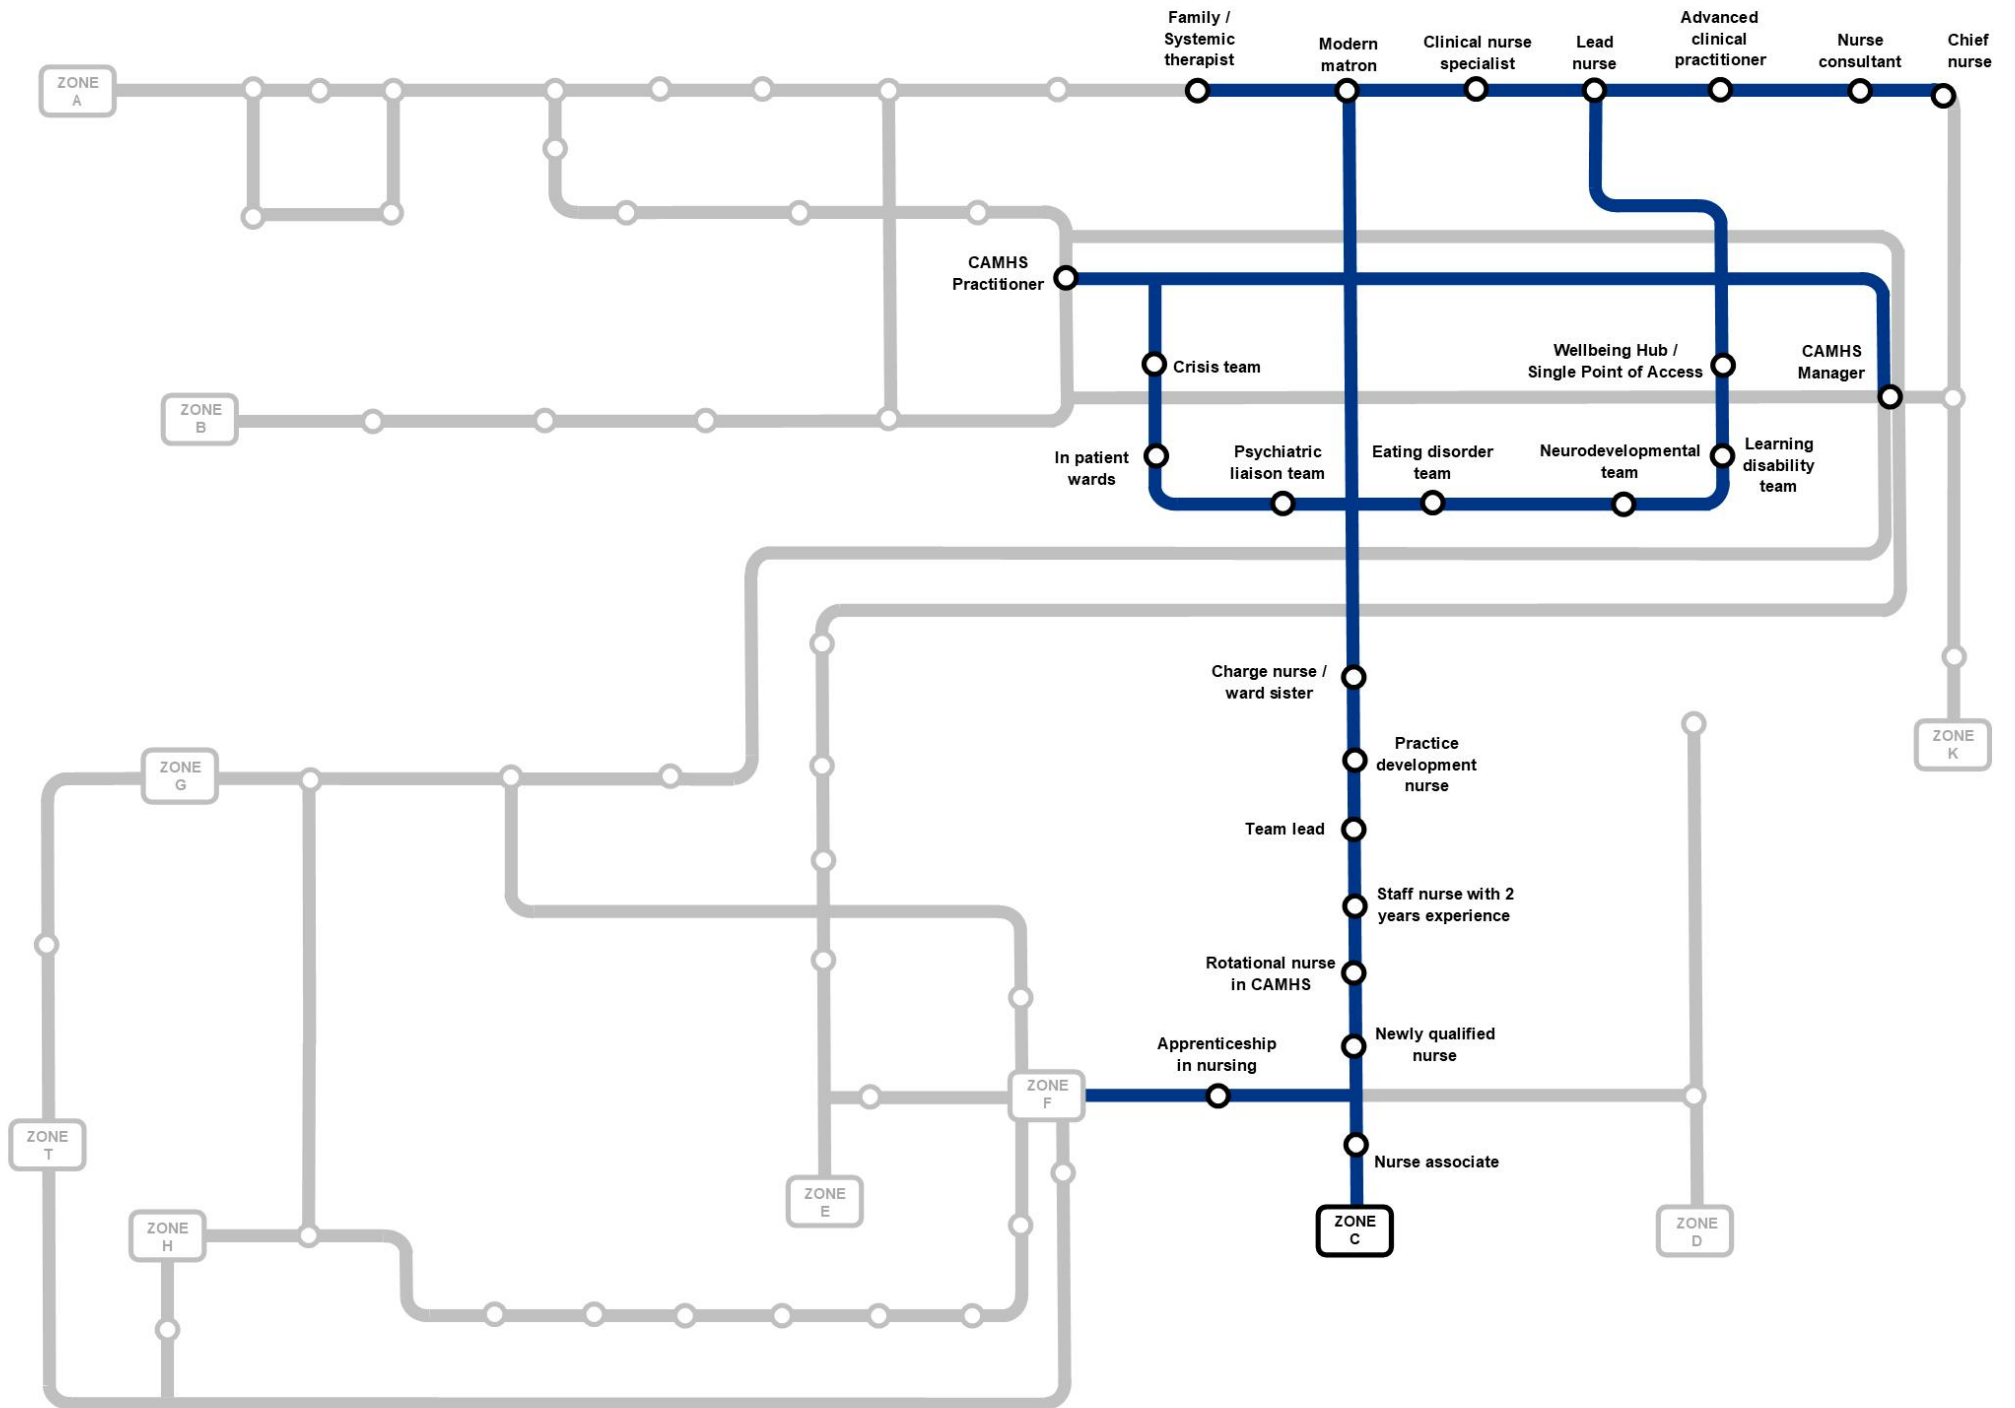 Family /
Systemic
therapist
Modern
matron
Clinical nurse
specialist
Lead
nurse
Advanced
clinical
practitioner
Nurse
consultant
Chief
nurse
ZONE
A
CAMHS
Practitioner
Crisis team
Wellbeing Hub /
Single Point of Access
CAMHS
Manager
ZONE
B
In patient
wards
Psychiatric
liaison team
Eating disorder
team
Neurodevelopmental
team
Learning
disability
team
Charge nurse /
ward sister
Practice
development
nurse
ZONE
K
ZONE
G
Team lead
Staff nurse with 2
years experience
Rotational nurse
in CAMHS
Newly qualified
nurse
Apprenticeship
in nursing
ZONE
F
ZONE
T
Nurse associate
ZONE
E
ZONE
H
ZONE
C
ZONE
D